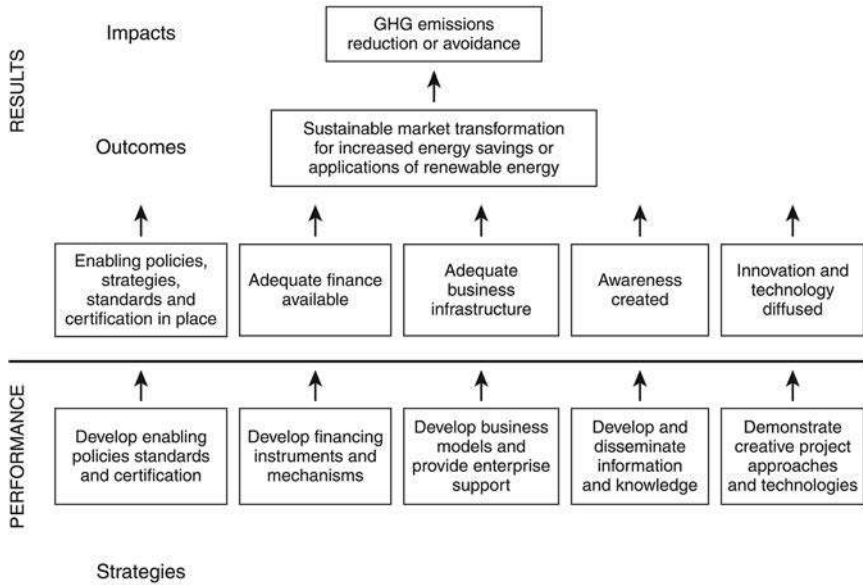 RESULTS
Impacts
GHG emissions
reduction or avoidance
Outcomes
Sustainable market transformation
for increased energy savings or
applications of renewable energy
Enabling policies,
strategies,
standards and
certification in place
Adequate finance
available
Adequate
business
infrastructure
Awareness
created
Innovation and
technology
diffused
PERFORMANCE
Develop enabling
policies standards
and certification
Develop financing
instruments and
mechanisms
Develop business
models and
provide enterprise
support
Develop and
disseminate
information
and knowledge
Demonstrate
creative project
approaches
and technologies
Strategies